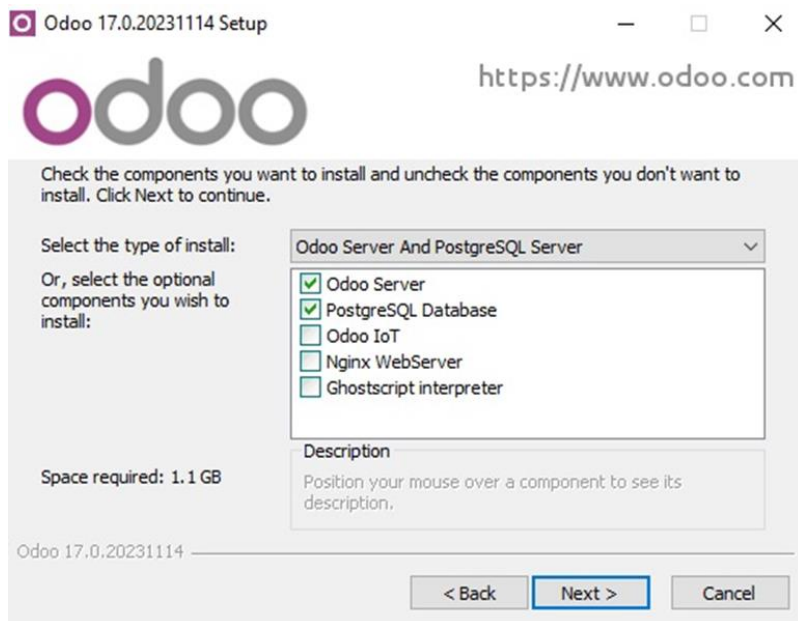 Odoo 17.0.20231114 Setup
odoo
https://www.odoo.com
Check the components you want to install and uncheck the components you don't want to
install. Click Next to continue.
Select the type of install:
Odoo Server And PostgreSQL Server
Or, select the optional
components you wish to
install:
Odoo Server
PostgreSQL Database
Odoo IoT
Nginx WebServer
Ghostscript interpreter
Space required: 1.1 GB
Description
Position your mouse over a component to see its
description.
Odoo 17.0.20231114
< Back
Next >
Cancel